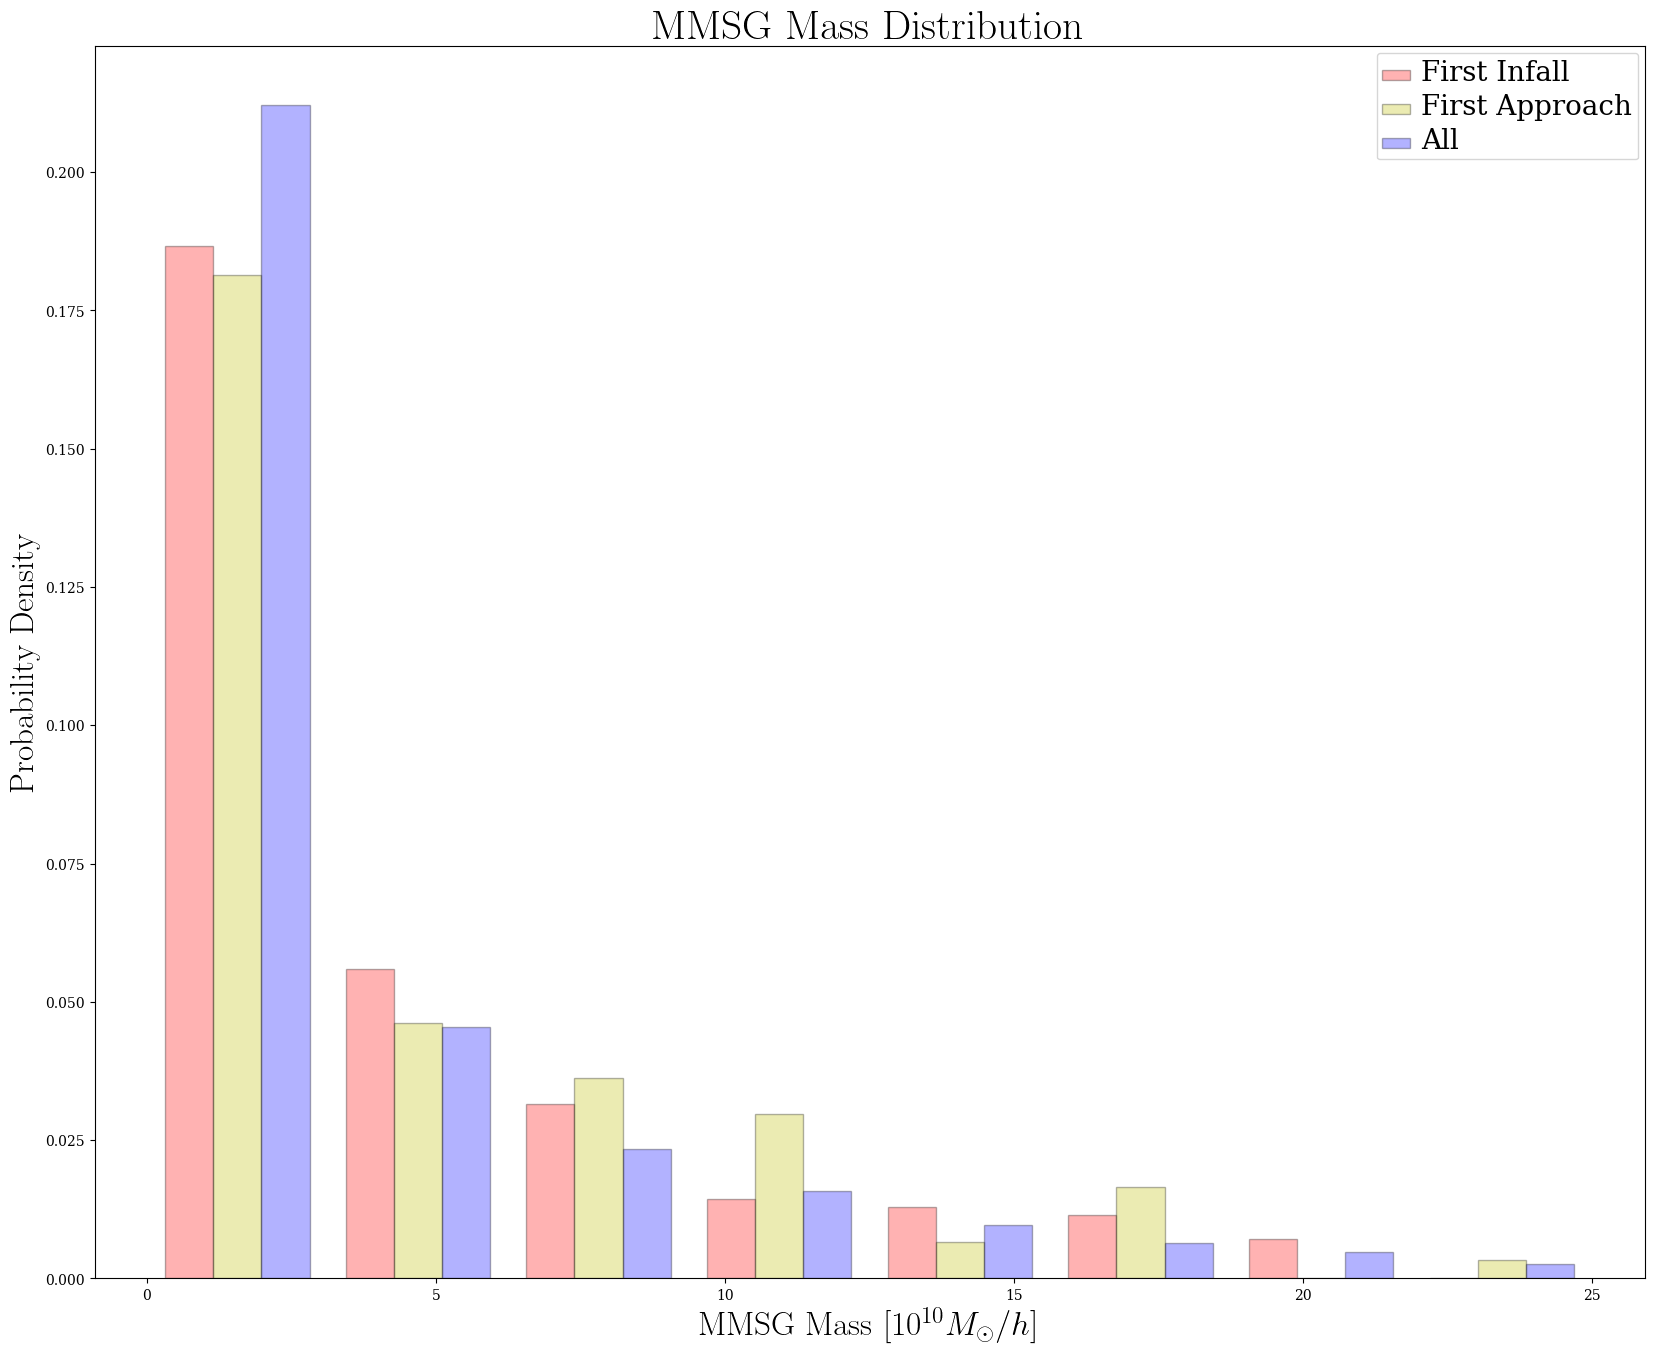 MMSG Mass Distribution
First Infall
First Approach
All
0.200
0.175
0.150
0.125
0.100
0.075
0.050
0.025
0.000
Probability Density
0 5 10 15 20 25
MMSG Mass [10^{10}M_☉/h]